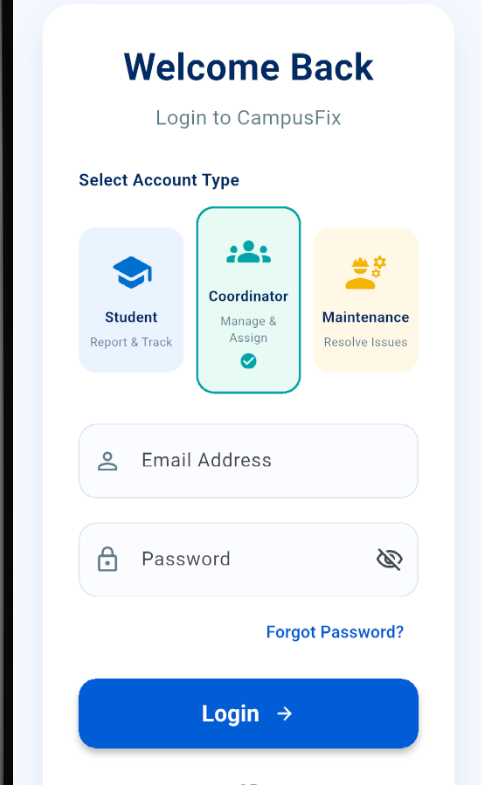 Welcome Back
Login to CampusFix
Select Account Type
Student
Report & Track
Coordinator
Manage &
Assign
Maintenance
Resolve Issues
Email Address
Password
Forgot Password?
Login